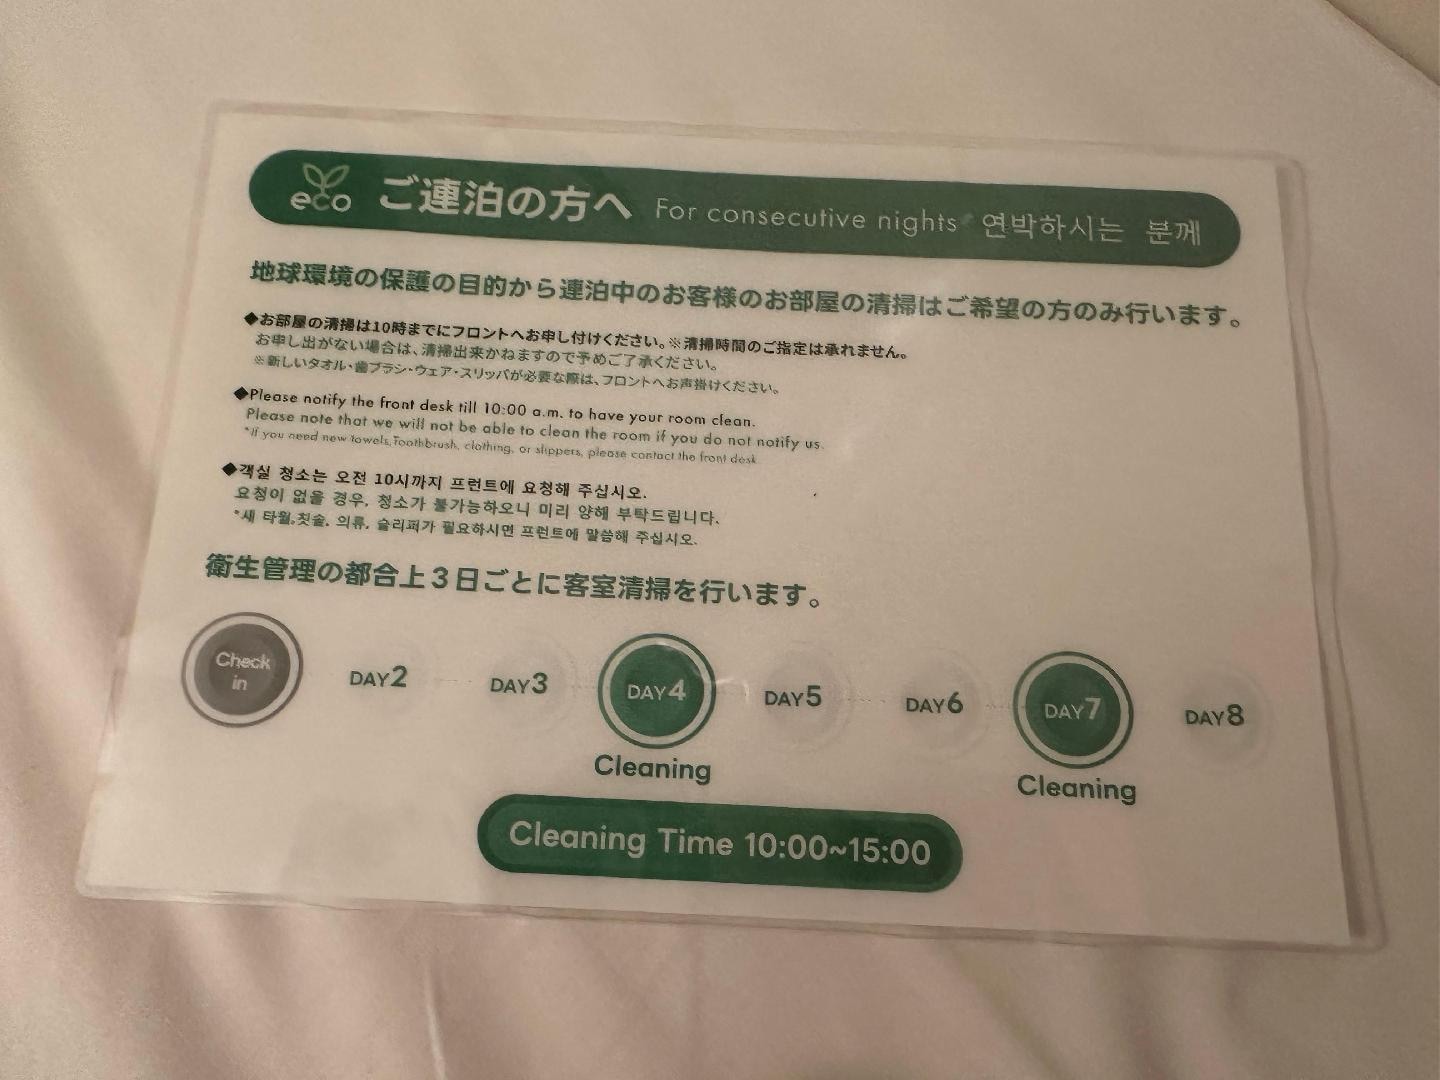 eco ご連泊の方へ For consecutive nights 연박하시는 분께
地球環境の保護の目的から連泊中のお客様のお部屋の清掃はご希望の方のみ行います。
◆お部屋の清掃は10時までにフロントへお申し付けください。※清掃時間のご指定は承れません。
お申し出がない場合は、清掃出来かねますので予めご了承ください。
※新しいタオル・歯ブラシ・ウェア・スリッパが必要な際は、フロントへお声掛けください。
◆Please notify the front desk till 10:00 a.m. to have your room clean.
Please note that we will not be able to clean the room if you do not notify us.
*If you need new towels,Toothbrush, clothing, or slippers, please contact the front desk.
◆객실 청소는 오전 10시까지 프런트에 요청해 주십시오.
요청이 없을 경우, 청소가 불가능하오니 미리 양해 부탁드립니다.
*새 타월,칫솔, 의류, 슬리퍼가 필요하시면 프런트에 말씀해 주십시오.
衛生管理の都合上3日ごとに客室清掃を行います。
Check in DAY2 DAY3 DAY4 DAY5 DAY6 DAY7 DAY8
Cleaning Cleaning
Cleaning Time 10:00~15:00